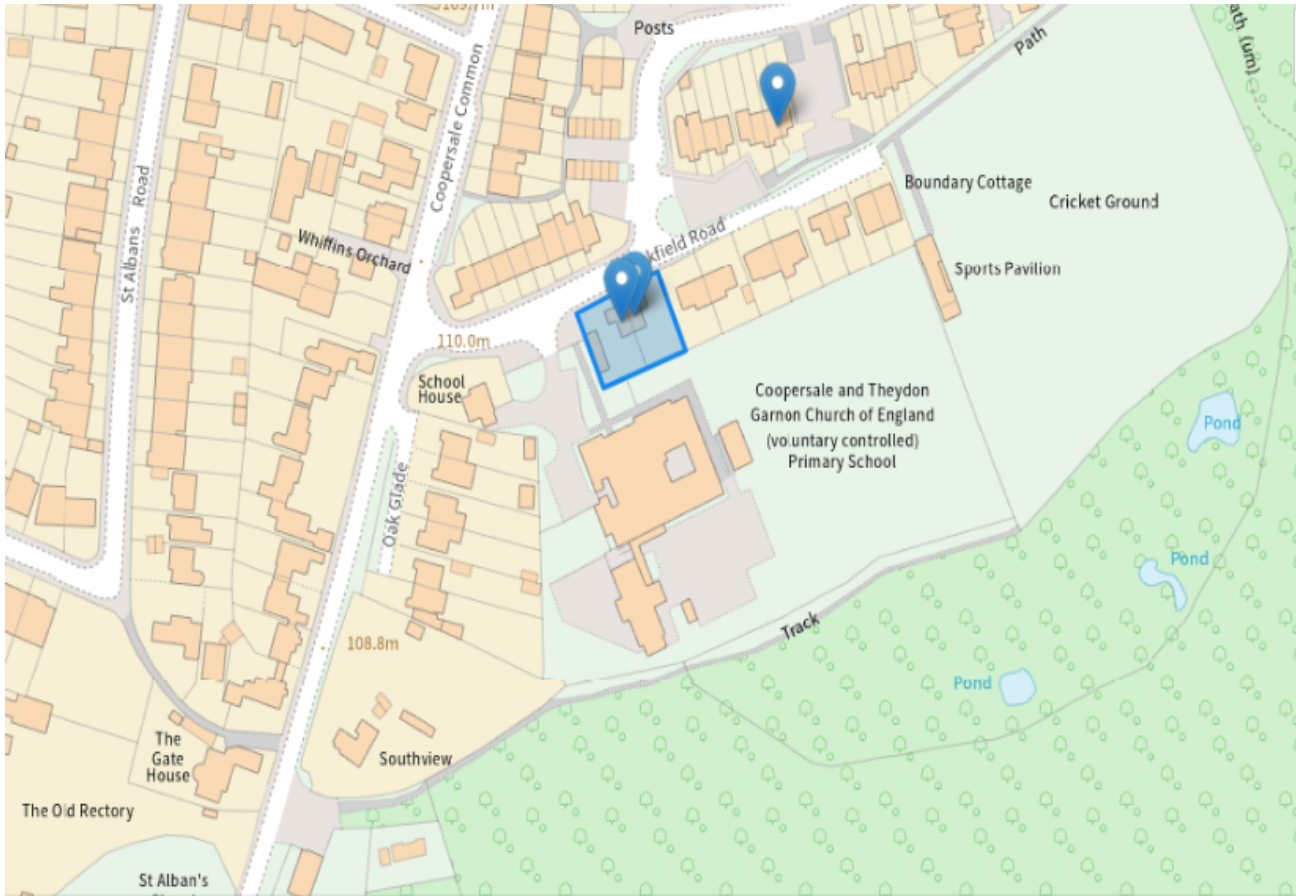 Posts
Path
Coopersale Common
Boundary Cottage
Cricket Ground
St Albans Road
Whiffins Orchard
kfield Road
Sports Pavilion
110.0m
School
House
Coopersale and Theydon
Garnon Church of England
(voluntary controlled)
Primary School
Pond
Oak Glade
Pond
Track
108.8m
Pond
The
Gate
House
Southview
The Old Rectory
St Alban's